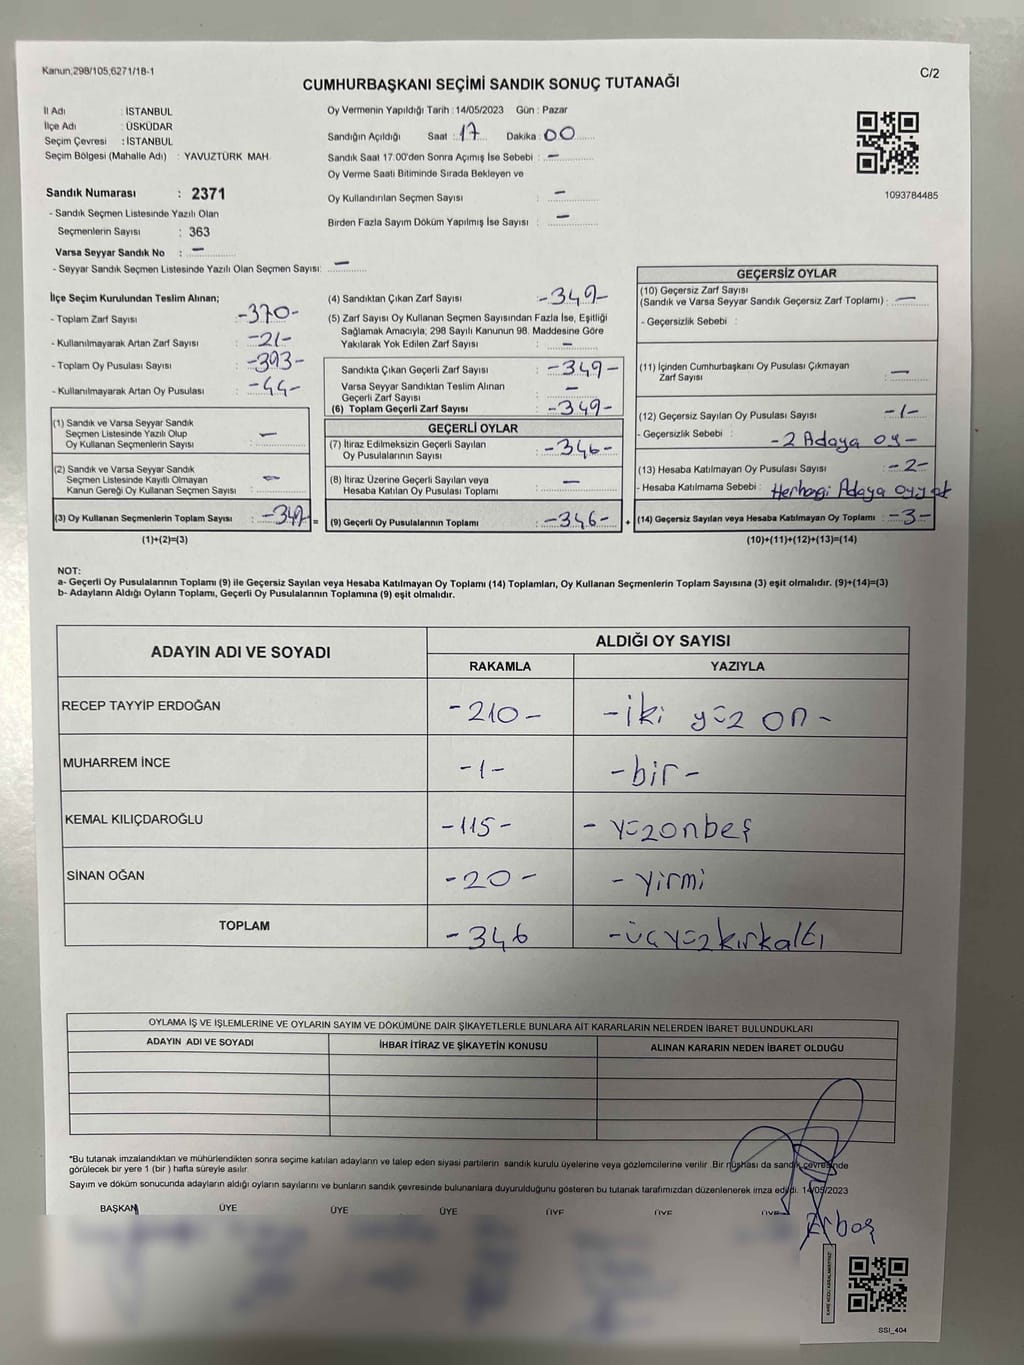 Kanun,298/105,6271/18-1
C/2
CUMHURBAŞKANI SEÇİMİ SANDIK SONUÇ TUTANAĞI
İl Adı : İSTANBUL
İlçe Adı : ÜSKÜDAR
Seçim Çevresi : İSTANBUL
Seçim Bölgesi (Mahalle Adı) : YAVUZTÜRK MAH.
Sandık Numarası : 2371
- Sandık Seçmen Listesinde Yazılı Olan
Seçmenlerin Sayısı : 363
Varsa Seyyar Sandık No : -
- Seyyar Sandık Seçmen Listesinde Yazılı Olan Seçmen Sayısı: -
Oy Vermenin Yapıldığı Tarih : 14/05/2023 Gün : Pazar
Sandığın Açıldığı Saat : 17 Dakika : 00
Sandık Saat 17:00'den Sonra Açımış İse Sebebi : -
Oy Verme Saati Bitiminde Sırada Bekleyen ve
Oy Kullandırılan Seçmen Sayısı : -
Birden Fazla Sayım Döküm Yapılmış İse Sayısı : -
1093784485
İlçe Seçim Kurulundan Teslim Alınan;
- Toplam Zarf Sayısı : -370-
- Kullanılmayarak Artan Zarf Sayısı : -21-
- Toplam Oy Pusulası Sayısı : -393-
- Kullanılmayarak Artan Oy Pusulası : -44-
(1) Sandık ve Varsa Seyyar Sandık
Seçmen Listesinde Yazılı Olup
Oy Kullanan Seçmenlerin Sayısı : -
(2) Sandık ve Varsa Seyyar Sandık
Seçmen Listesinde Kayıtlı Olmayan
Kanun Gereği Oy Kullanan Seçmen Sayısı : -
(3) Oy Kullanan Seçmenlerin Toplam Sayısı : -349-
(1)+(2)=(3)
(4) Sandıktan Çıkan Zarf Sayısı : -349-
(5) Zarf Sayısı Oy Kullanan Seçmen Sayısından Fazla İse, Eşitliği
Sağlamak Amacıyla; 298 Sayılı Kanunun 98. Maddesine Göre
Yakılarak Yok Edilen Zarf Sayısı : -
Sandıkta Çıkan Geçerli Zarf Sayısı : -349-
Varsa Seyyar Sandıktan Teslim Alınan
Geçerli Zarf Sayısı : -
(6) Toplam Geçerli Zarf Sayısı : -349-
GEÇERLİ OYLAR
(7) İtiraz Edilmeksizin Geçerli Sayılan
Oy Pusulalarının Sayısı : -346-
(8) İtiraz Üzerine Geçerli Sayılan veya
Hesaba Katılan Oy Pusulası Toplamı : -
= (9) Geçerli Oy Pusulalarının Toplamı : -346- +
GEÇERSİZ OYLAR
(10) Geçersiz Zarf Sayısı
(Sandık ve Varsa Seyyar Sandık Geçersiz Zarf Toplamı) : -
- Geçersizlik Sebebi :
(11) İçinden Cumhurbaşkanı Oy Pusulası Çıkmayan
Zarf Sayısı : -
(12) Geçersiz Sayılan Oy Pusulası Sayısı : -1-
- Geçersizlik Sebebi : -2 Adaya oy-
(13) Hesaba Katılmayan Oy Pusulası Sayısı : -2-
- Hesaba Katılmama Sebebi : Herhangi Adaya oy yok
(14) Geçersiz Sayılan veya Hesaba Katılmayan Oy Toplamı : -3-
(10)+(11)+(12)+(13)=(14)
NOT:
a- Geçerli Oy Pusulalarının Toplamı (9) ile Geçersiz Sayılan veya Hesaba Katılmayan Oy Toplamı (14) Toplamları, Oy Kullanan Seçmenlerin Toplam Sayısına (3) eşit olmalıdır. (9)+(14)=(3)
b- Adayların Aldığı Oyların Toplamı, Geçerli Oy Pusulalarının Toplamına (9) eşit olmalıdır.
ADAYIN ADI VE SOYADI
ALDIĞI OY SAYISI
RAKAMLA YAZIYLA
RECEP TAYYİP ERDOĞAN -210- -iki yüz on-
MUHARREM İNCE -1- -bir-
KEMAL KILIÇDAROĞLU -115- -yüzonbeş
SİNAN OĞAN -20- -yirmi
TOPLAM -346 -üçyüzkırkaltı
OYLAMA İŞ VE İŞLEMLERİNE VE OYLARIN SAYIM VE DÖKÜMÜNE DAİR ŞİKAYETLERLE BUNLARA AİT KARARLARIN NELERDEN İBARET BULUNDUKLARI
ADAYIN ADI VE SOYADI İHBAR İTİRAZ VE ŞİKAYETİN KONUSU ALINAN KARARIN NEDEN İBARET OLDUĞU
*Bu tutanak imzalandıktan ve mühürlendikten sonra seçime katılan adayların ve talep eden siyasi partilerin sandık kurulu üyelerine veya gözlemcilerine verilir .Bir nüshası da sandık çevresinde
görülecek bir yere 1 (bir ) hafta süreyle asılır.
Sayım ve döküm sonucunda adayların aldığı oyların sayılarını ve bunların sandık çevresinde bulunanlara duyurulduğunu gösteren bu tutanak tarafımızdan düzenlenerek imza edildi. 14/05/2023
BAŞKAN ÜYE ÜYE ÜYE ÜYE ÜYE ÜYE
SSI_404